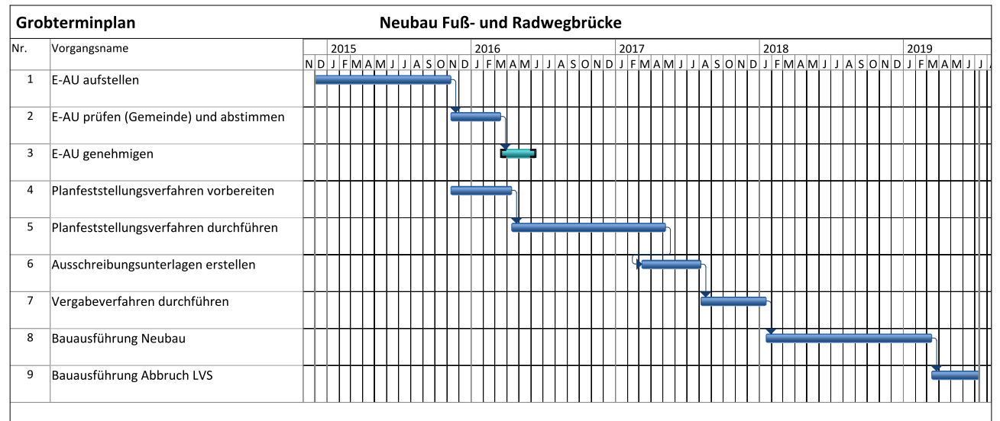 Grobterminplan Neubau Fuß- und Radwegbrücke
Nr. Vorgangsname 2015 2016 2017 2018 2019
N D J F M A M J J A S O N D J F M A M J J A S O N D J F M A M J J A S O N D J F M A M J J A S O N D J F M A M J J
1 E-AU aufstellen
2 E-AU prüfen (Gemeinde) und abstimmen
3 E-AU genehmigen
4 Planfeststellungsverfahren vorbereiten
5 Planfeststellungsverfahren durchführen
6 Ausschreibungsunterlagen erstellen
7 Vergabeverfahren durchführen
8 Bauausführung Neubau
9 Bauausführung Abbruch LVS